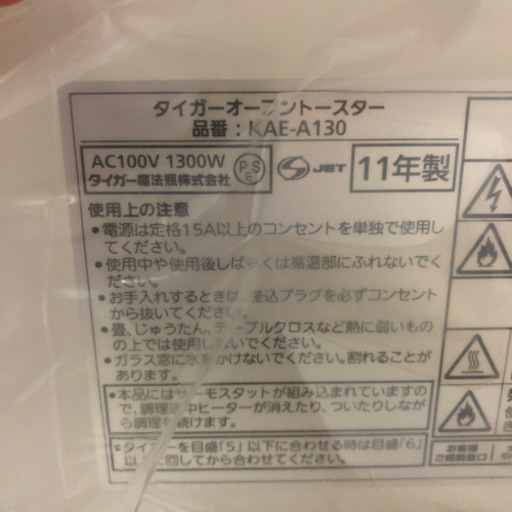 タイガーオーブントースター
品番：KAE-A130
AC100V 1300W
タイガー魔法瓶株式会社
PSE
JET
11年製
使用上の注意
●電源は定格15A以上のコンセントを単独で使用し
てください。
●使用中や使用後しばらくは高温部にふれないでく
ださい。
●お手入れするときは、差込プラグを必ずコンセント
から抜いてください。
●畳、じゅうたん、テーブルクロスなど熱に弱いもの
の上では使用しないでください。
●ガラス窓に水をかけないでください。割れることが
あります。
●本品にはサーモスタットが組み込まれていますの
で、調理途中ヒーターが消えたり、ついたりしなが
ら調理を続けます。
●タイマーを目盛「5」以下に合わせる時は目盛「6」
以上に回してから合わせてください。
お客様
ご相談窓口